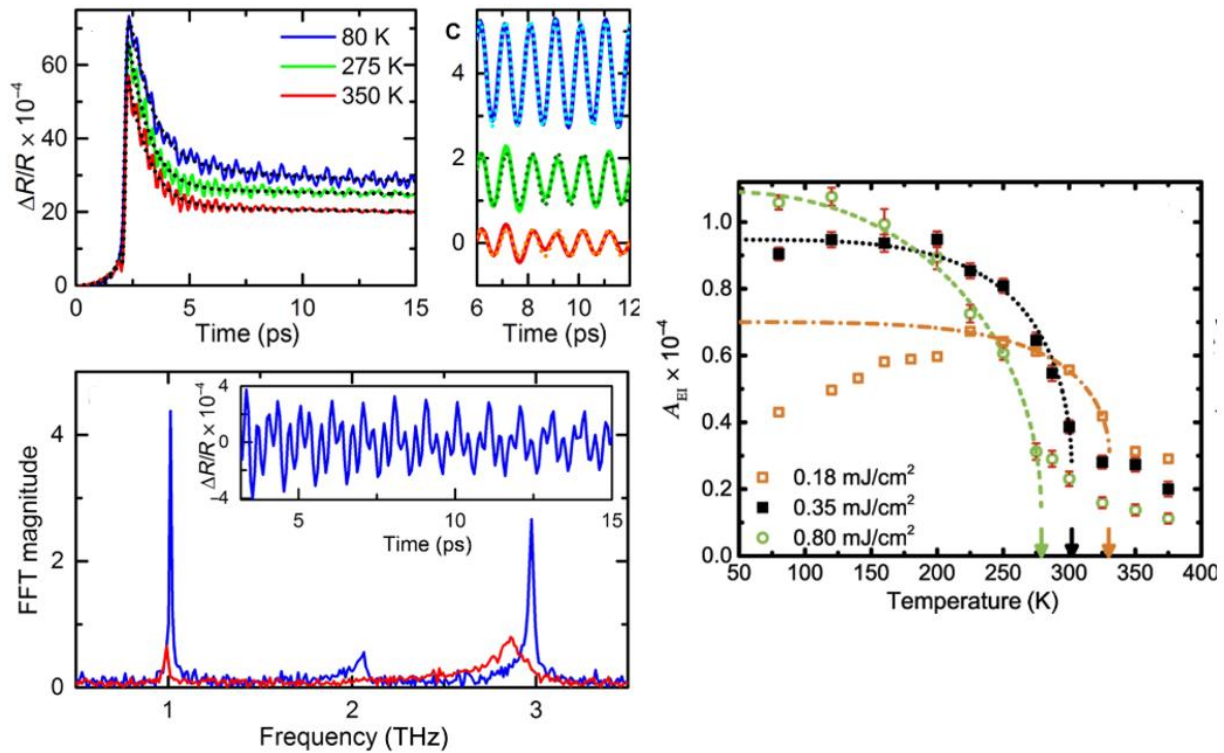 ΔR/R × 10⁻⁴
60
40
20
0
80 K
275 K
350 K
0 5 10 15
Time (ps)
C
4
2
0
6 7 8 9 10 11 12
Time (ps)
FFT magnitude
4
2
0
ΔR/R × 10⁻⁴
4
0
−4
5 10 15
Time (ps)
1 2 3
Frequency (THz)
A_EI × 10⁻⁴
1.0
0.8
0.6
0.4
0.2
0.0
0.18 mJ/cm²
0.35 mJ/cm²
0.80 mJ/cm²
50 100 150 200 250 300 350 400
Temperature (K)